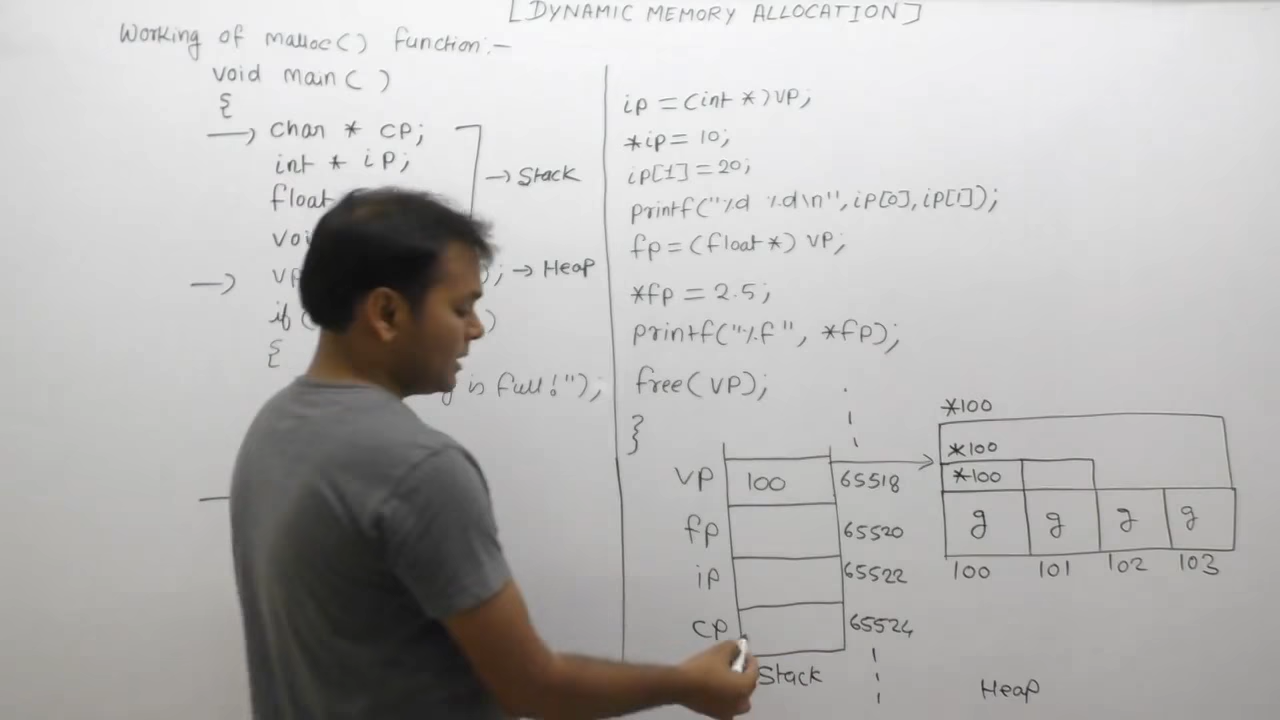 [DYNAMIC MEMORY ALLOCATION]
Working of malloc() function:-
void main( )
{
char * cp;
int * ip;
float
→ Stack
→ Heap
if (
)
{
is full!");
ip = (int *)vp;
*ip = 10;
ip[1] = 20;
printf("%d %d\n", ip[0], ip[1]);
fp = (float*) vp;
*fp = 2.5;
printf("%f", *fp);
free(vp);
}
vp 100 65518
fp 65520
ip 65522
cp 65524
Stack
*100
*100
*100
g g g g
100 101 102 103
Heap